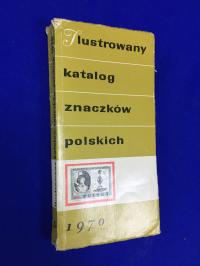 Ilustrowany
katalog
znaczków
polskich
1970